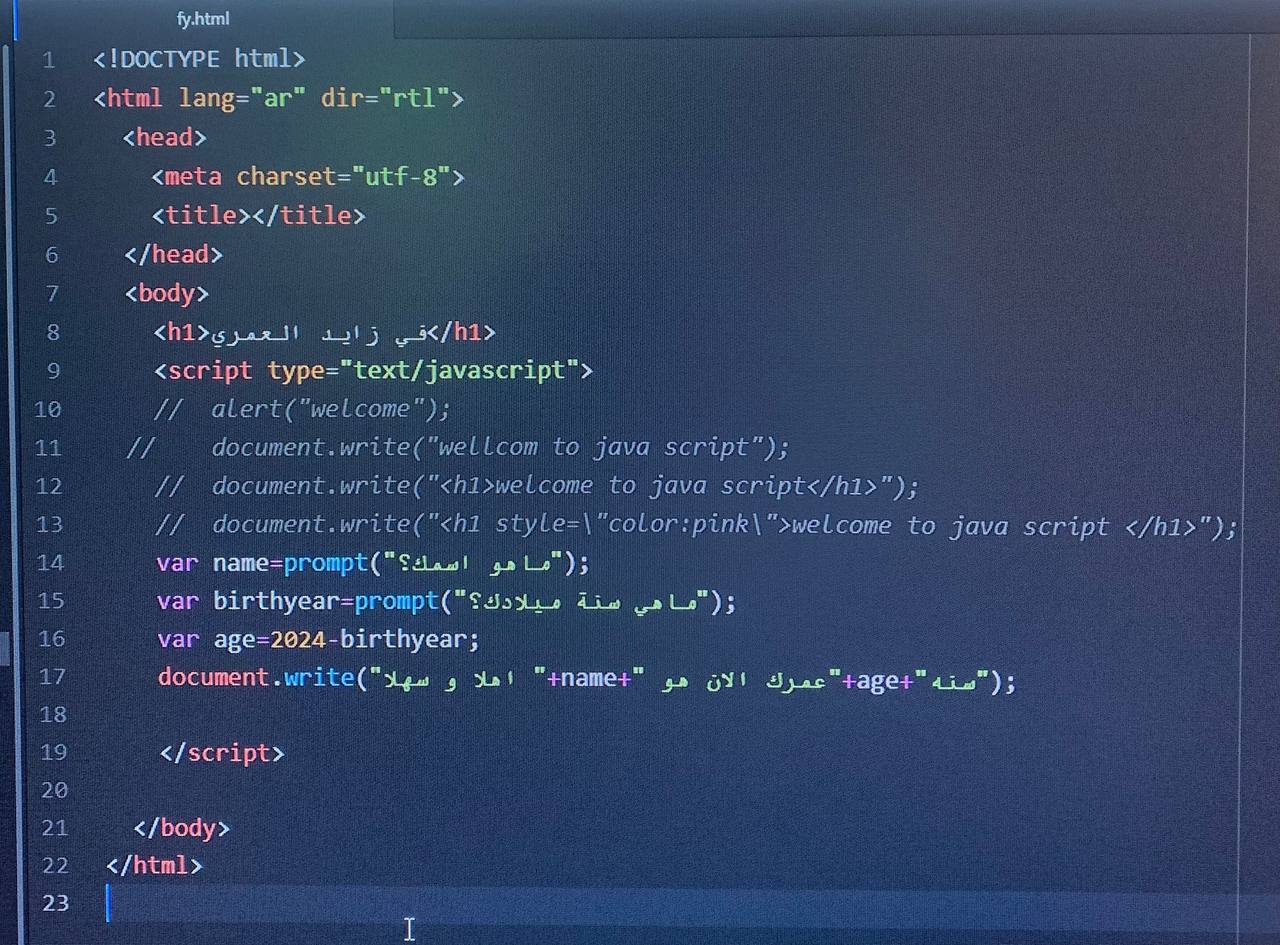 fy.html
1 <!DOCTYPE html>
2 <html lang="ar" dir="rtl">
3 <head>
4 <meta charset="utf-8">
5 <title></title>
6 </head>
7 <body>
8 <h1>في زايد العمري</h1>
9 <script type="text/javascript">
10 // alert("welcome");
11 // document.write("wellcom to java script");
12 // document.write("<h1>welcome to java script</h1>");
13 // document.write("<h1 style=\"color:pink\">welcome to java script </h1>");
14 var name=prompt("ما هو اسمك؟");
15 var birthyear=prompt("ما هي سنة ميلادك؟");
16 var age=2024-birthyear;
17 document.write("اهلا و سهلا "+name+" عمرك الان هو"+age+"سنه");
18
19 </script>
20
21 </body>
22 </html>
23